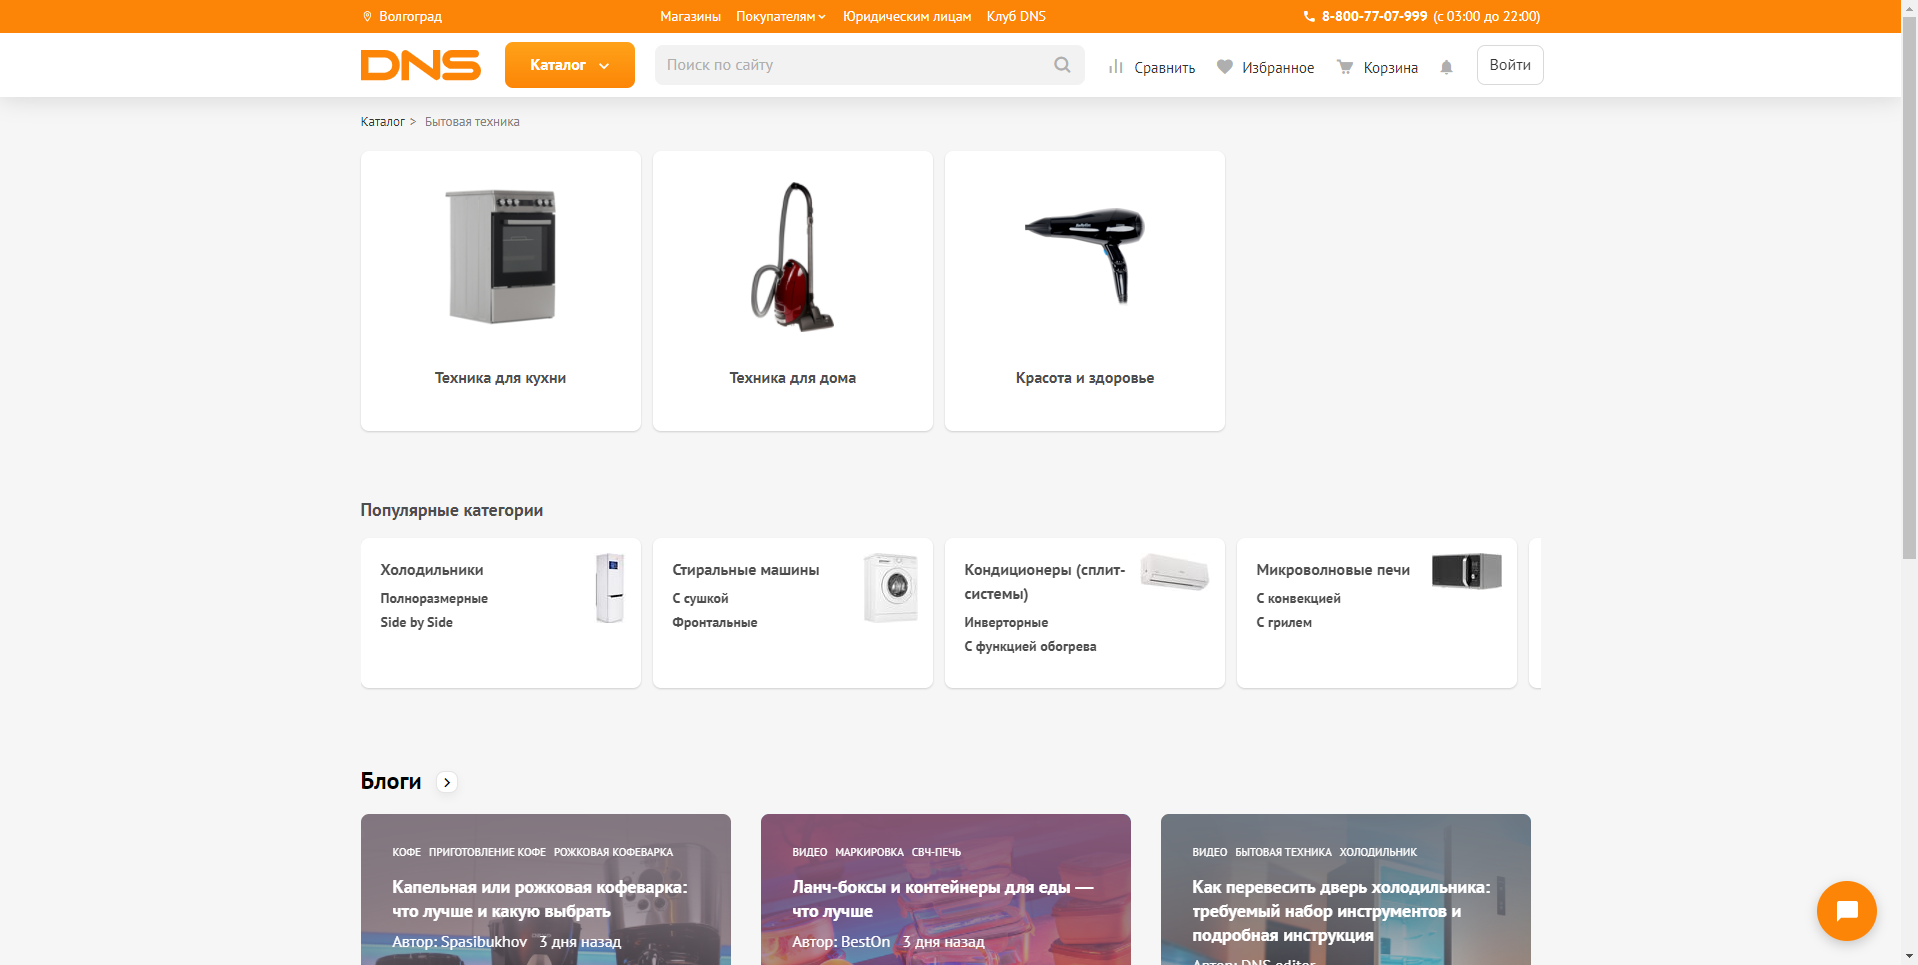 Волгоград
Магазины Покупателям Юридическим лицам Клуб DNS
8-800-77-07-999 (с 03:00 до 22:00)
DNS
Каталог
Поиск по сайту
Сравнить
Избранное
Корзина
Войти
Каталог > Бытовая техника
Техника для кухни
Техника для дома
Красота и здоровье
Популярные категории
Холодильники
Полноразмерные
Side by Side
Стиральные машины
С сушкой
Фронтальные
Кондиционеры (сплит-
системы)
Инверторные
С функцией обогрева
Микроволновые печи
С конвекцией
С грилем
Блоги
КОФЕ ПРИГОТОВЛЕНИЕ КОФЕ РОЖКОВАЯ КОФЕВАРКА
Капельная или рожковая кофеварка:
что лучше и какую выбрать
Автор: Spasibukhov 3 дня назад
ВИДЕО МАРКИРОВКА СВЧ-ПЕЧЬ
Ланч-боксы и контейнеры для еды —
что лучше
Автор: BestOn 3 дня назад
ВИДЕО БЫТОВАЯ ТЕХНИКА ХОЛОДИЛЬНИК
Как перевесить дверь холодильника:
требуемый набор инструментов и
подробная инструкция
Автор: DNS editor